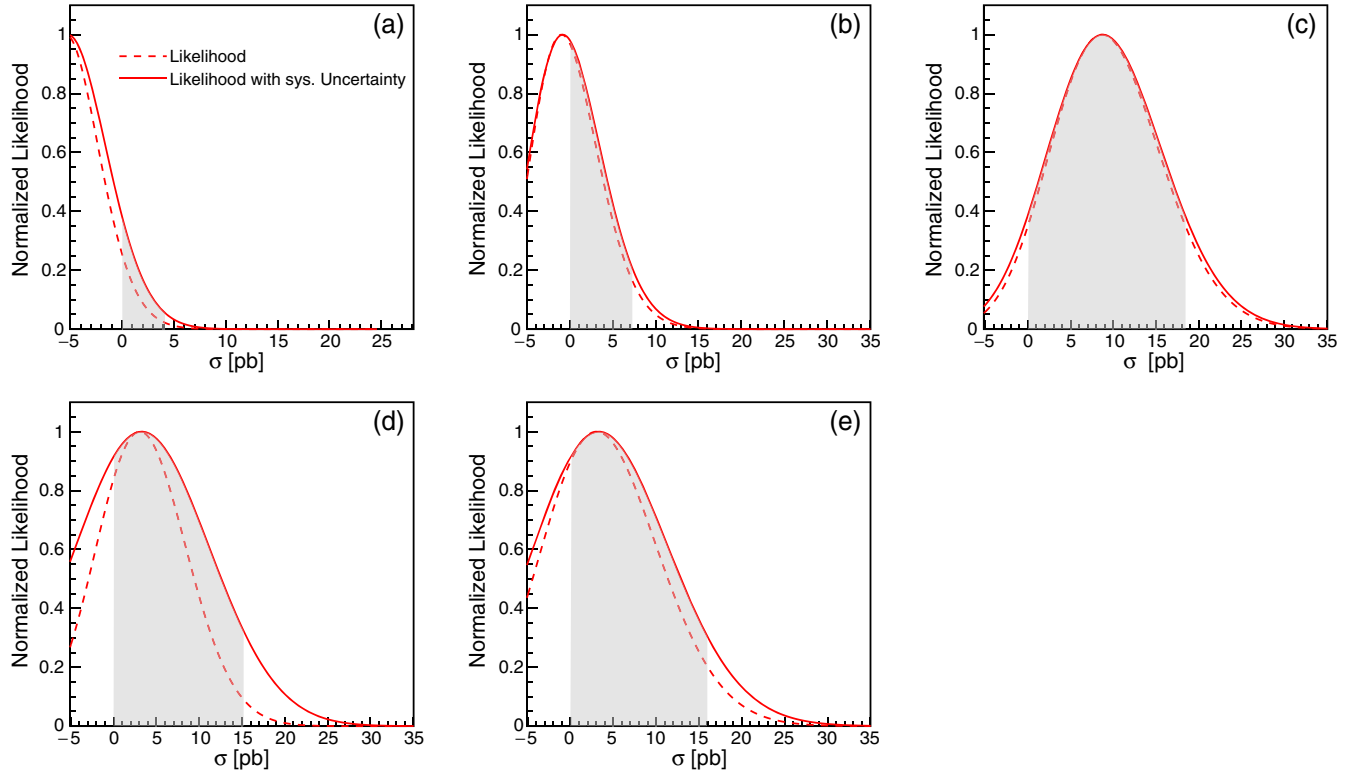 (a)
Normalized Likelihood
1
0.8
0.6
0.4
0.2
0
Likelihood
Likelihood with sys. Uncertainty
−5 0 5 10 15 20 25
σ [pb]
(b)
Normalized Likelihood
1
0.8
0.6
0.4
0.2
0
−5 0 5 10 15 20 25 30 35
σ [pb]
(c)
Normalized Likelihood
1
0.8
0.6
0.4
0.2
0
−5 0 5 10 15 20 25 30 35
σ [pb]
(d)
Normalized Likelihood
1
0.8
0.6
0.4
0.2
0
−5 0 5 10 15 20 25 30 35
σ [pb]
(e)
Normalized Likelihood
1
0.8
0.6
0.4
0.2
0
−5 0 5 10 15 20 25 30 35
σ [pb]